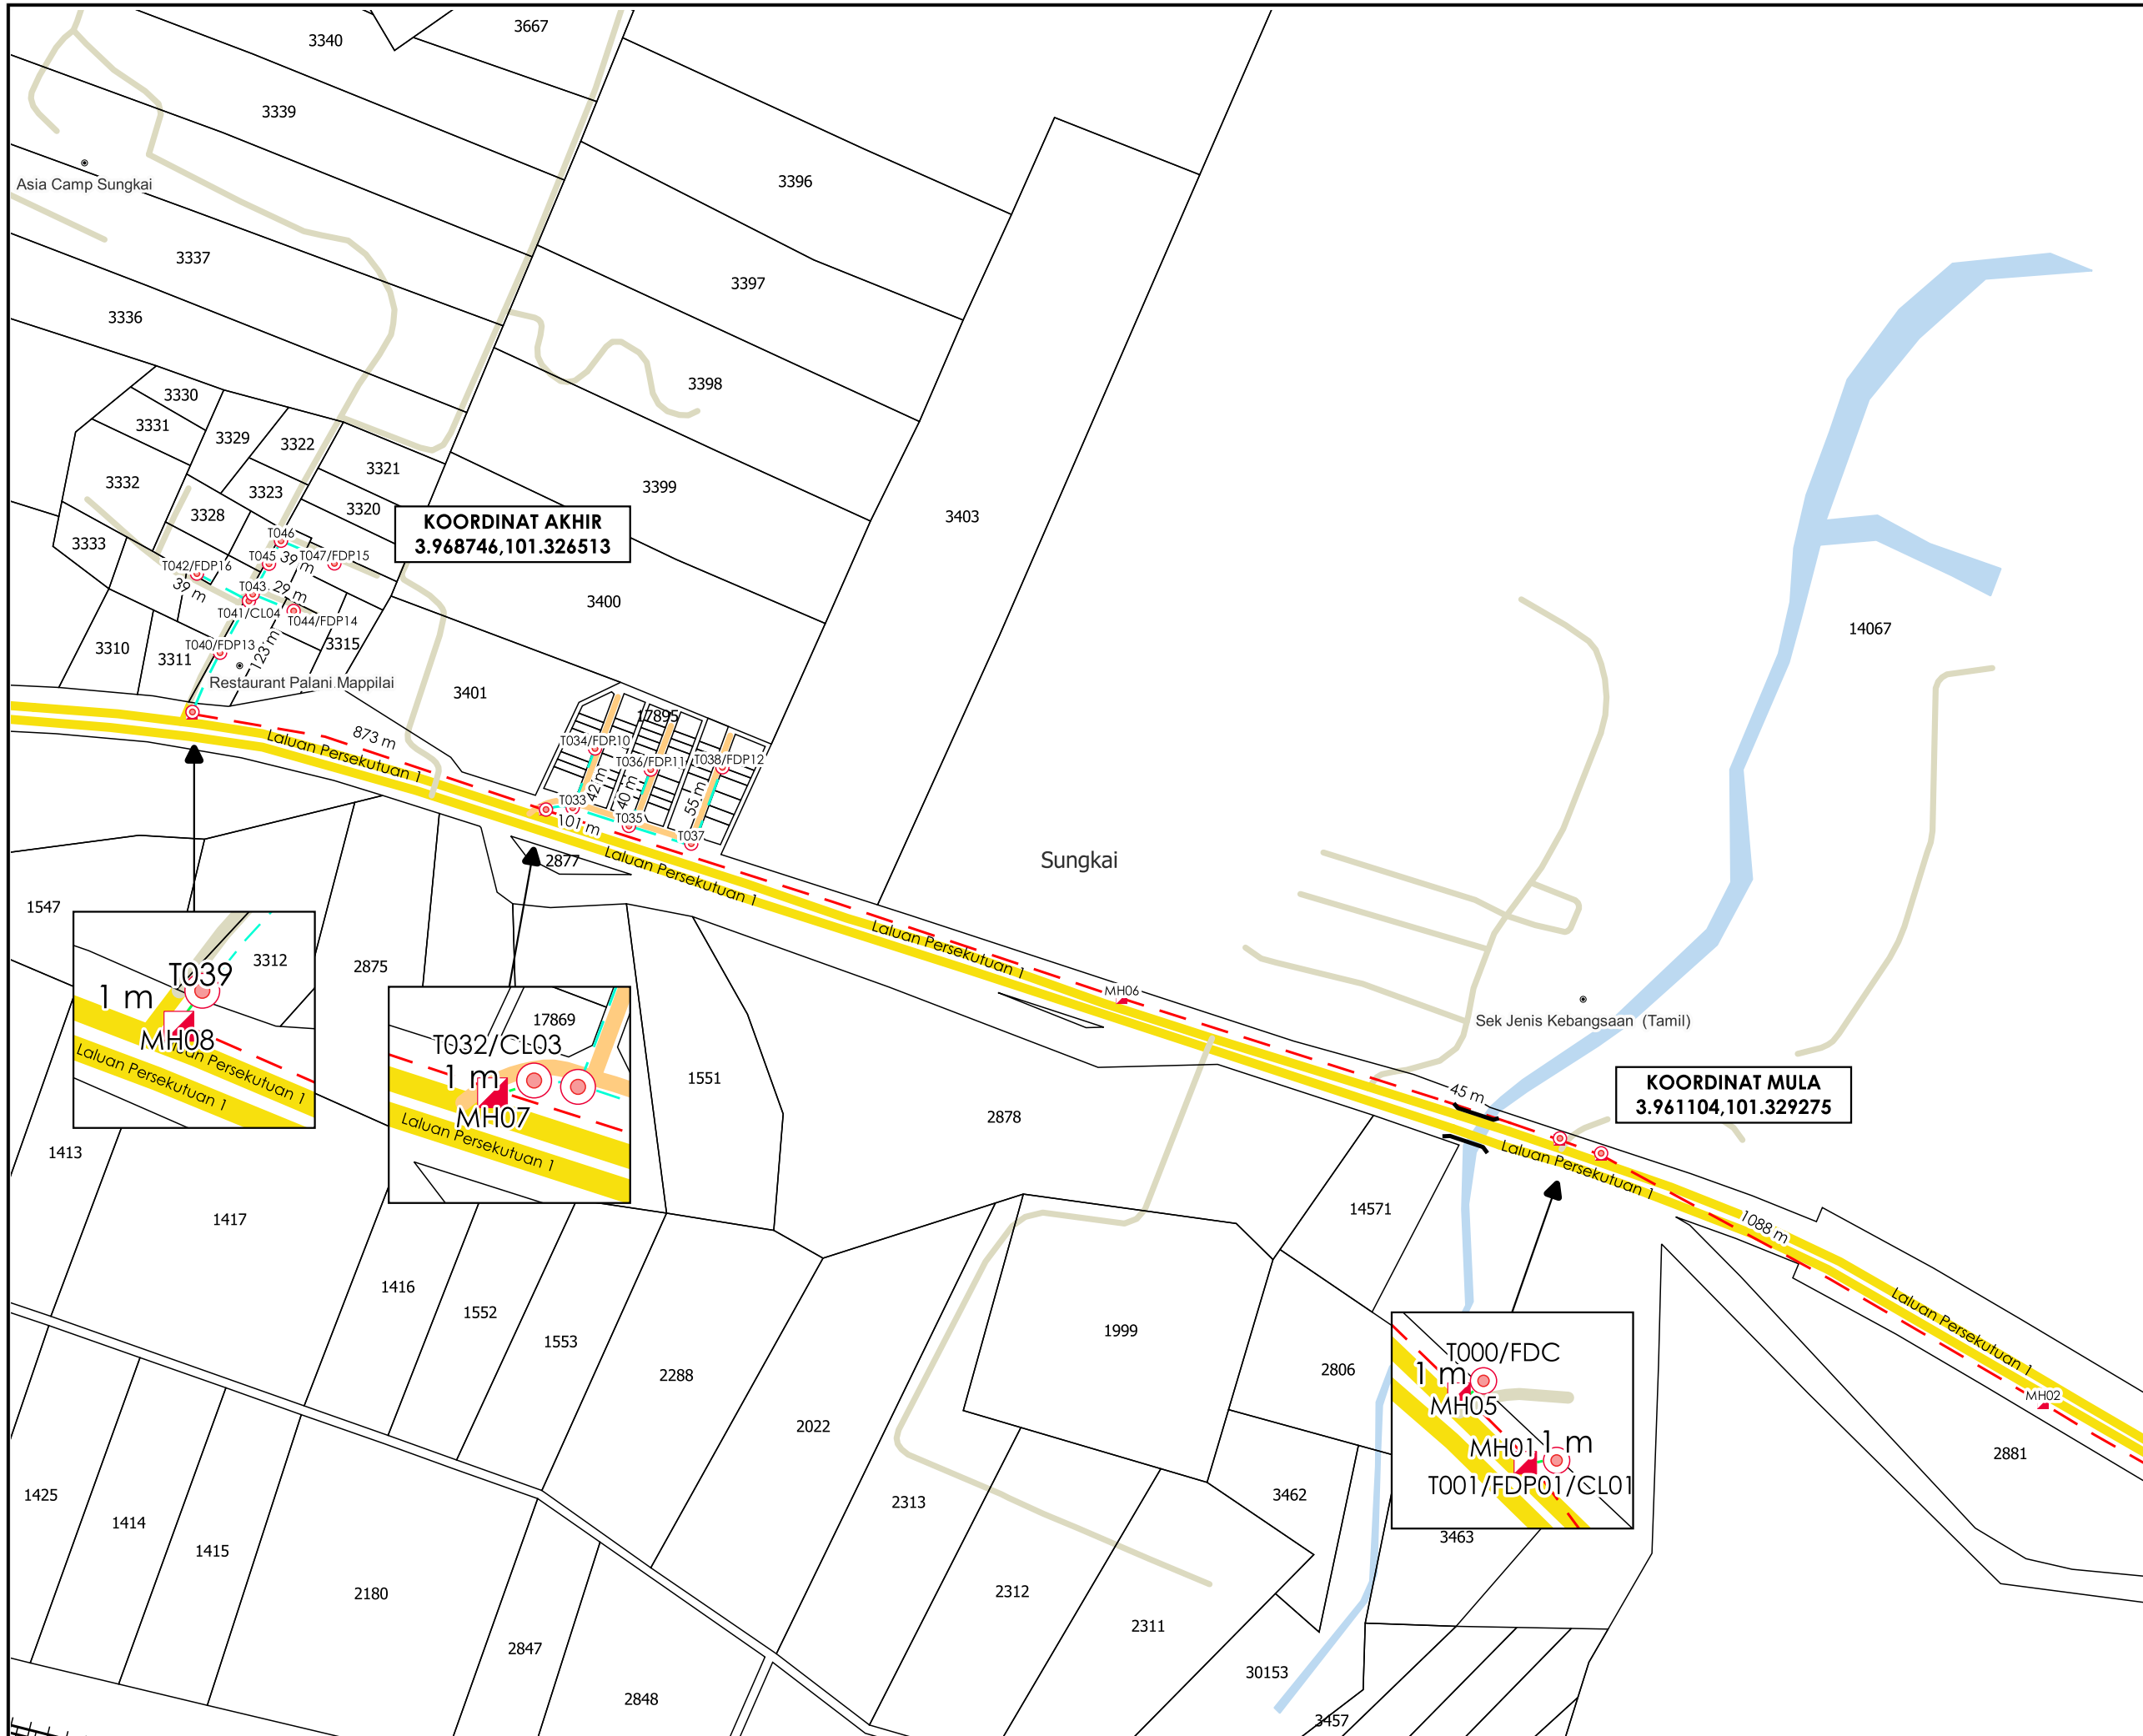 3340
3667
3339
3396
Asia Camp Sungkai
3337
3397
3336
3398
3330
3331
3329
3322
3321
3332
3323
3399
3320
3328
3403
KOORDINAT AKHIR
3.968746,101.326513
3333
T046
T045
39 m
T047/FDP15
T042/FDP16
39 m
T043
29 m
T041/CL04
T044/FDP14
3400
14067
T040/FDP13
123 m
3315
3310
3311
Restaurant Palani Mappilai
3401
17895
873 m
Laluan Persekutuan 1
T034/FDP10
T036/FDP11
T038/FDP12
42 m
40 m
55 m
T033
101 m
T035
T037
2877
Laluan Persekutuan 1
Sungkai
1547
Laluan Persekutuan 1
3312
2875
T039
1 m
MH08
Laluan Persekutuan 1
uan Persekutuan 1
MH06
Sek Jenis Kebangsaan (Tamil)
17869
T032/CL03
1 m
MH07
Laluan Persekutuan 1
1551
2878
45 m
KOORDINAT MULA
3.961104,101.329275
Laluan Persekutuan 1
1413
1417
14571
1088 m
1416
1552
1553
1999
2288
2806
Laluan Persekutuan 1
T000/FDC
1 m
MH05
MH01
1 m
T001/FDP01/CL01
MH02
2022
2881
1425
1414
1415
2313
3462
3463
2180
2312
2311
2847
2848
30153
3457